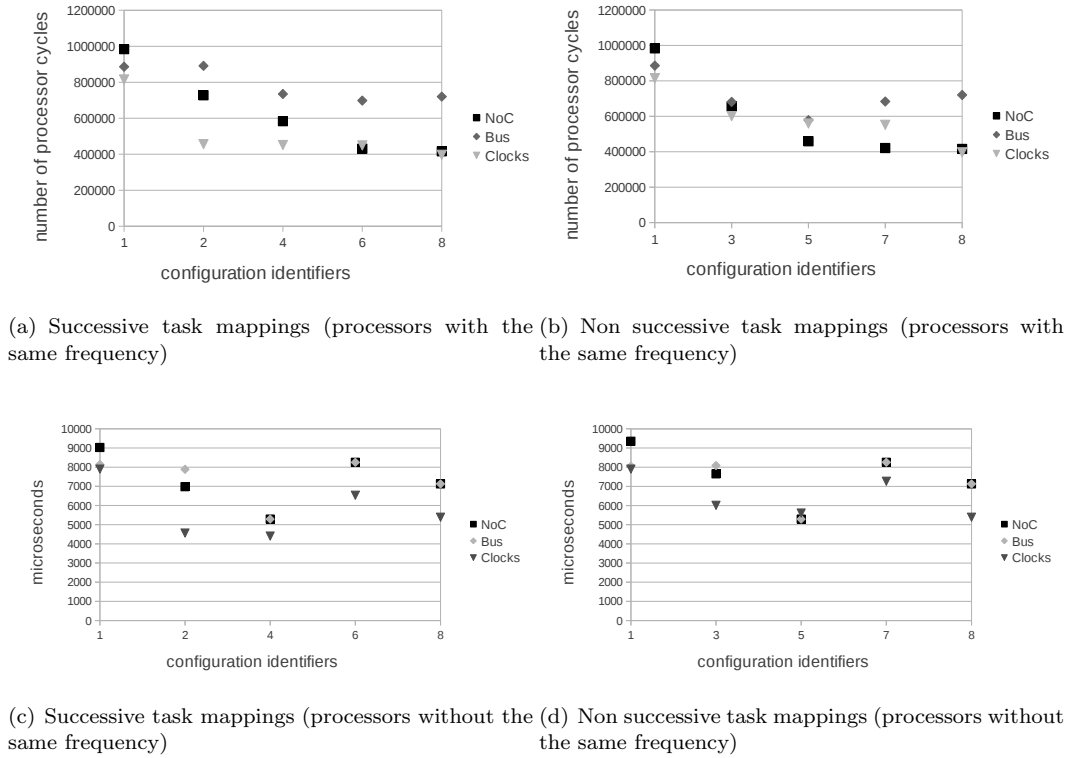 1200000
1000000
800000
600000
400000
200000
0
number of processor cycles
1 2 4 6 8
configuration identifiers
NoC
Bus
Clocks
1200000
1000000
800000
600000
400000
200000
0
number of processor cycles
1 3 5 7 8
configuration identifiers
NoC
Bus
Clocks
(a) Successive task mappings (processors with the
same frequency)
(b) Non successive task mappings (processors with
the same frequency)
10000
9000
8000
7000
6000
5000
4000
3000
2000
1000
0
microseconds
1 2 4 6 8
configuration identifiers
NoC
Bus
Clocks
10000
9000
8000
7000
6000
5000
4000
3000
2000
1000
0
microseconds
1 3 5 7 8
configuration identifiers
NoC
Bus
Clocks
(c) Successive task mappings (processors without the
same frequency)
(d) Non successive task mappings (processors without
the same frequency)